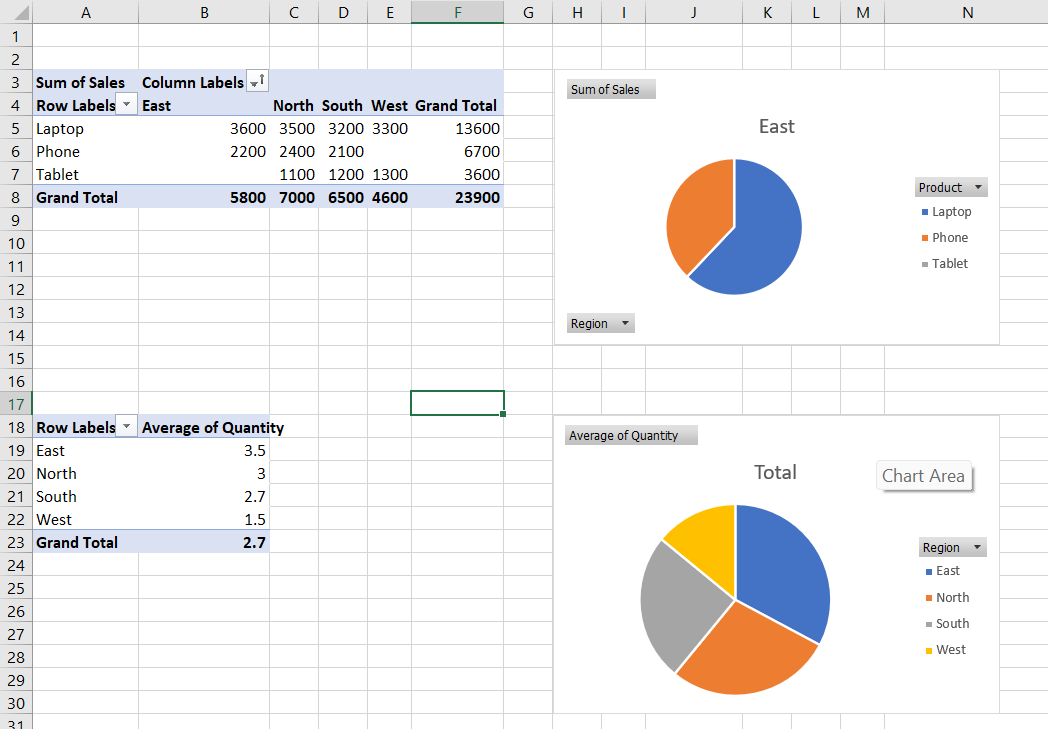 A B C D E F G H I J K L M N
1
2
3 Sum of Sales Column Labels
4 Row Labels East North South West Grand Total
5 Laptop 3600 3500 3200 3300 13600
6 Phone 2200 2400 2100 6700
7 Tablet 1100 1200 1300 3600
8 Grand Total 5800 7000 6500 4600 23900
9
10
11
12
13
14
15
16
17
18 Row Labels Average of Quantity
19 East 3.5
20 North 3
21 South 2.7
22 West 1.5
23 Grand Total 2.7
24
25
26
27
28
29
30
31
Sum of Sales
East
Product
Laptop
Phone
Tablet
Region
Average of Quantity
Total
Chart Area
Region
East
North
South
West